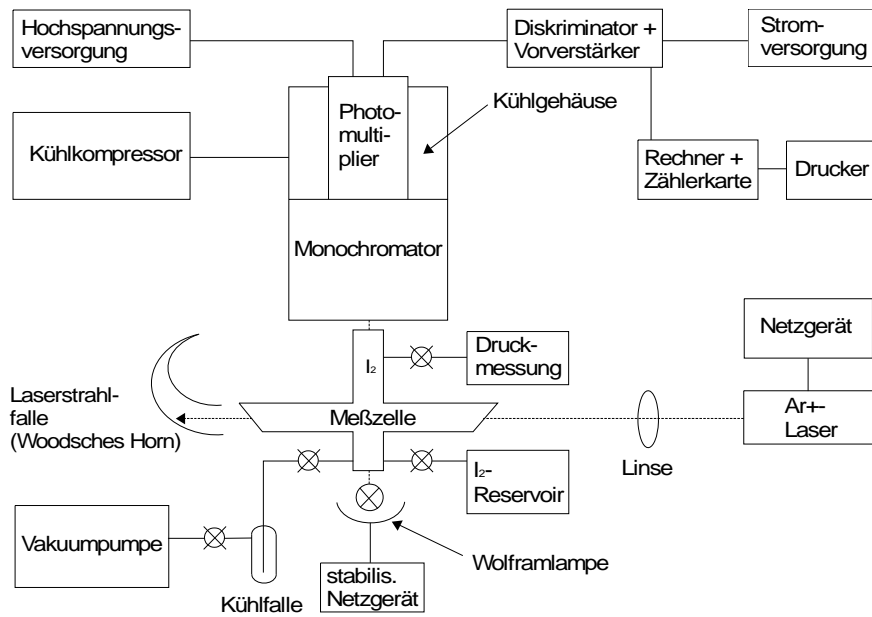 Hochspannungs-
versorgung
Diskriminator +
Vorverstärker
Strom-
versorgung
Photo-
multi-
plier
Kühlgehäuse
Kühlkompressor
Rechner +
Zählerkarte
Drucker
Monochromator
Netzgerät
I₂
Druck-
messung
Laserstrahl-
falle
(Woodsches Horn)
Meßzelle
Ar+-
Laser
Linse
I₂-
Reservoir
Vakuumpumpe
Wolframlampe
Kühlfalle
stabilis.
Netzgerät